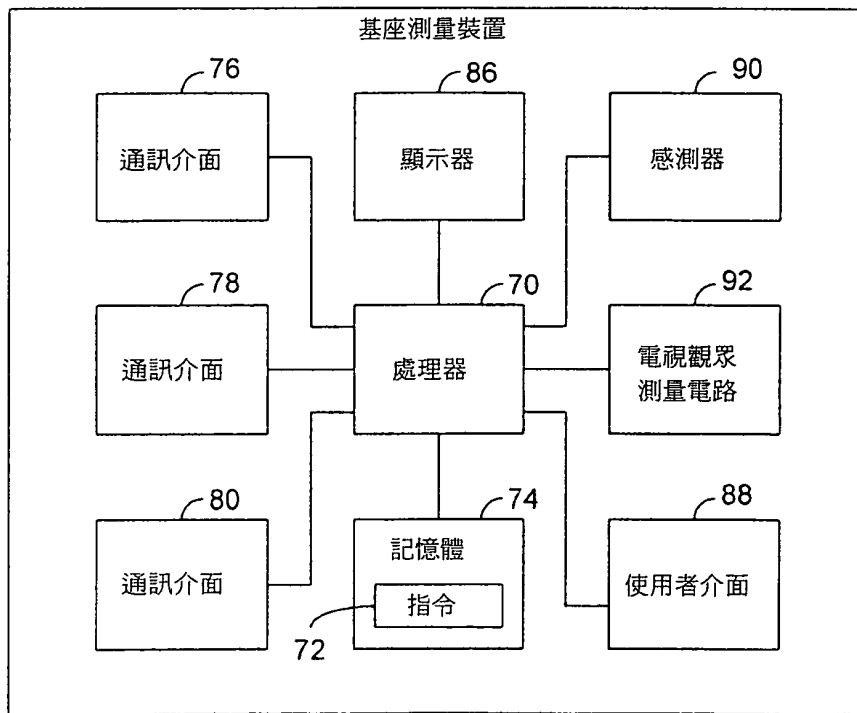 基座測量裝置
76
86
90
通訊介面
顯示器
感測器
78
70
92
通訊介面
處理器
電視觀眾
測量電路
80
74
88
通訊介面
記憶體
指令
使用者介面
72